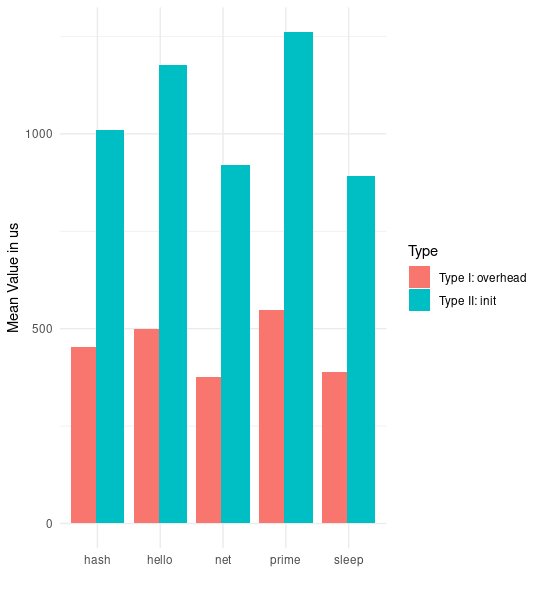 Mean Value in us
1000
500
0
hash hello net prime sleep
Type
Type I: overhead
Type II: init